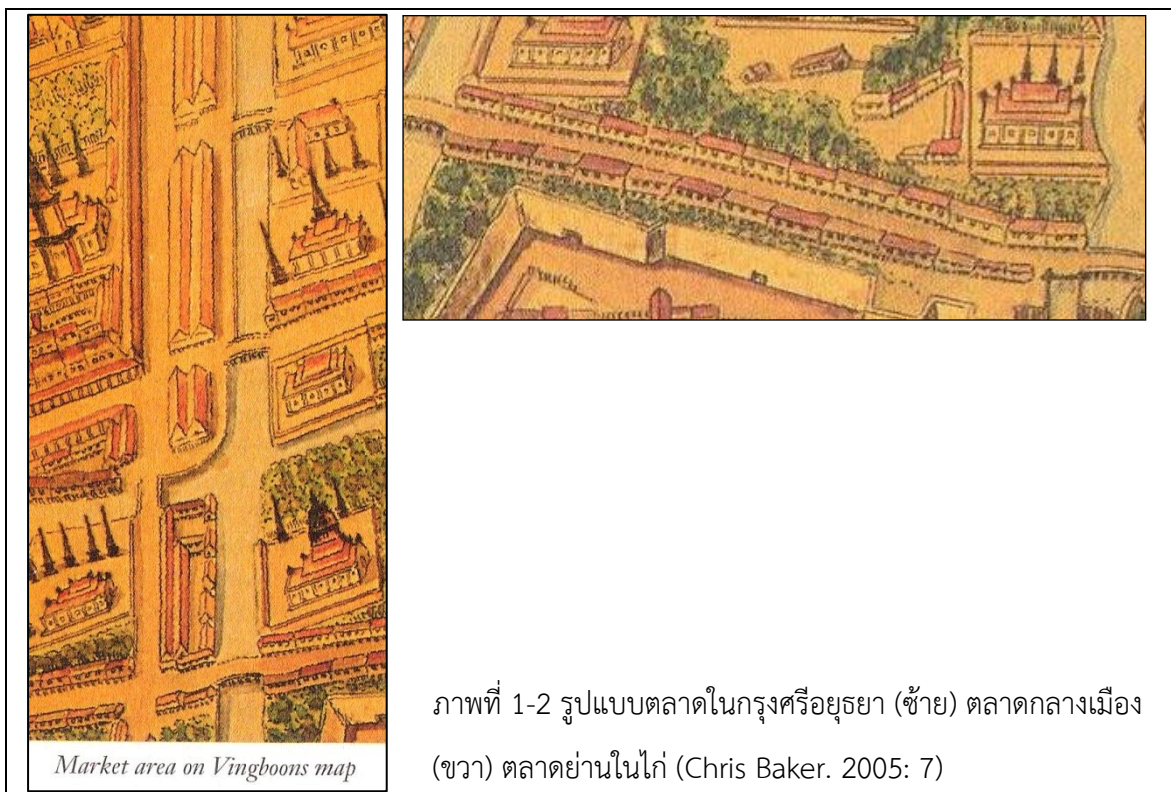 Market area on Vingboons map
ภาพที่ 1-2 รูปแบบตลาดในกรุงศรีอยุธยา (ซ้าย) ตลาดกลางเมือง
(ขวา) ตลาดย่านในไก่ (Chris Baker. 2005: 7)